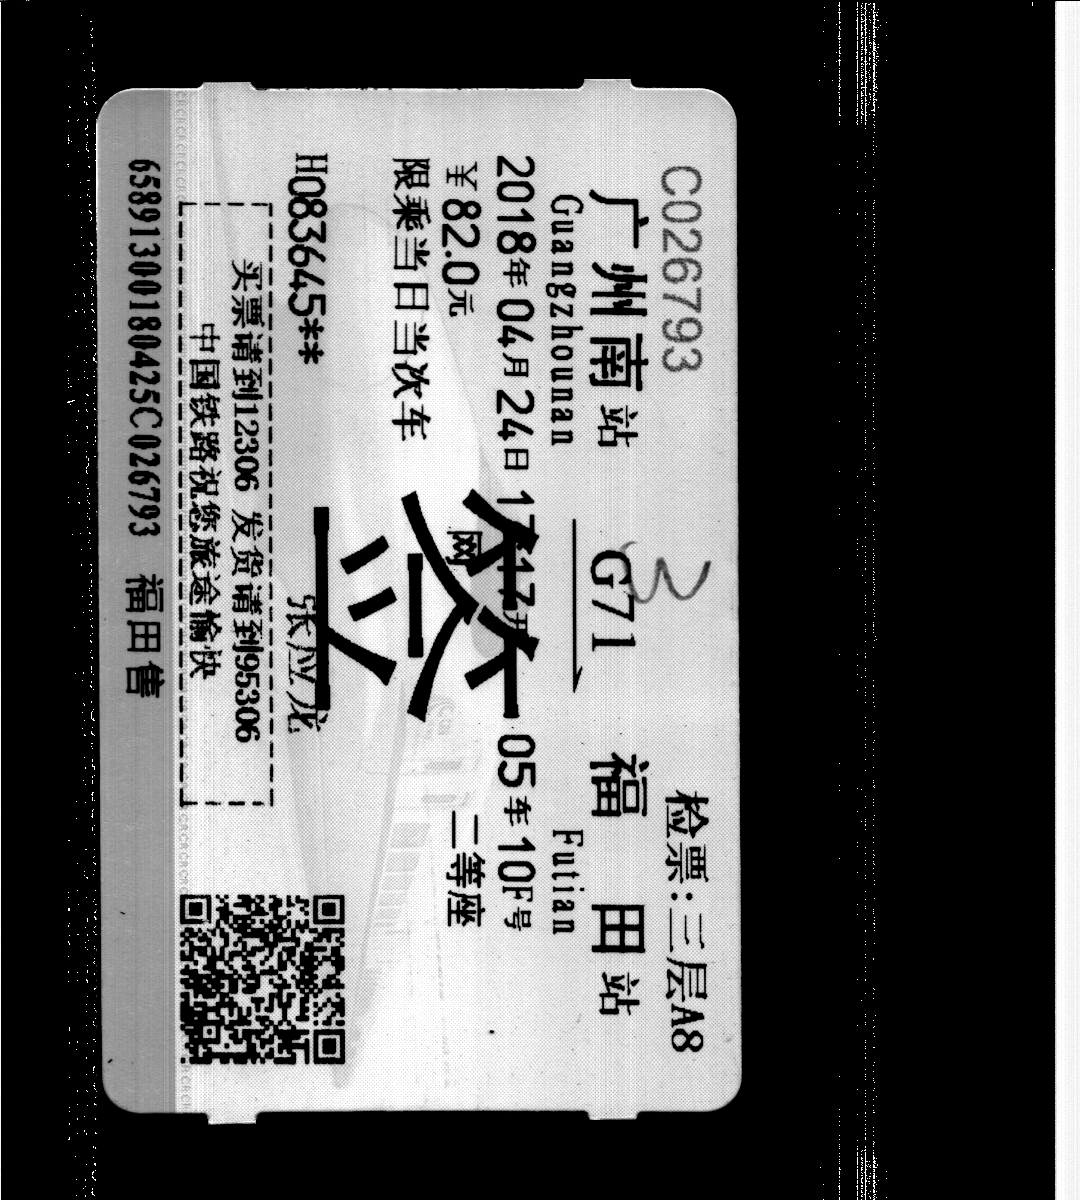 C026793 检票:三层A8
广州南站 G71 福田站
Guangzhounan Futian
2018年04月24日17:17开 05车10F号
￥82.0元 网 二等座
限乘当日当次车
签
H083645** 张应龙
买票请到12306 发货请到95306
中国铁路祝您旅途愉快
65891300180425C026793 福田售